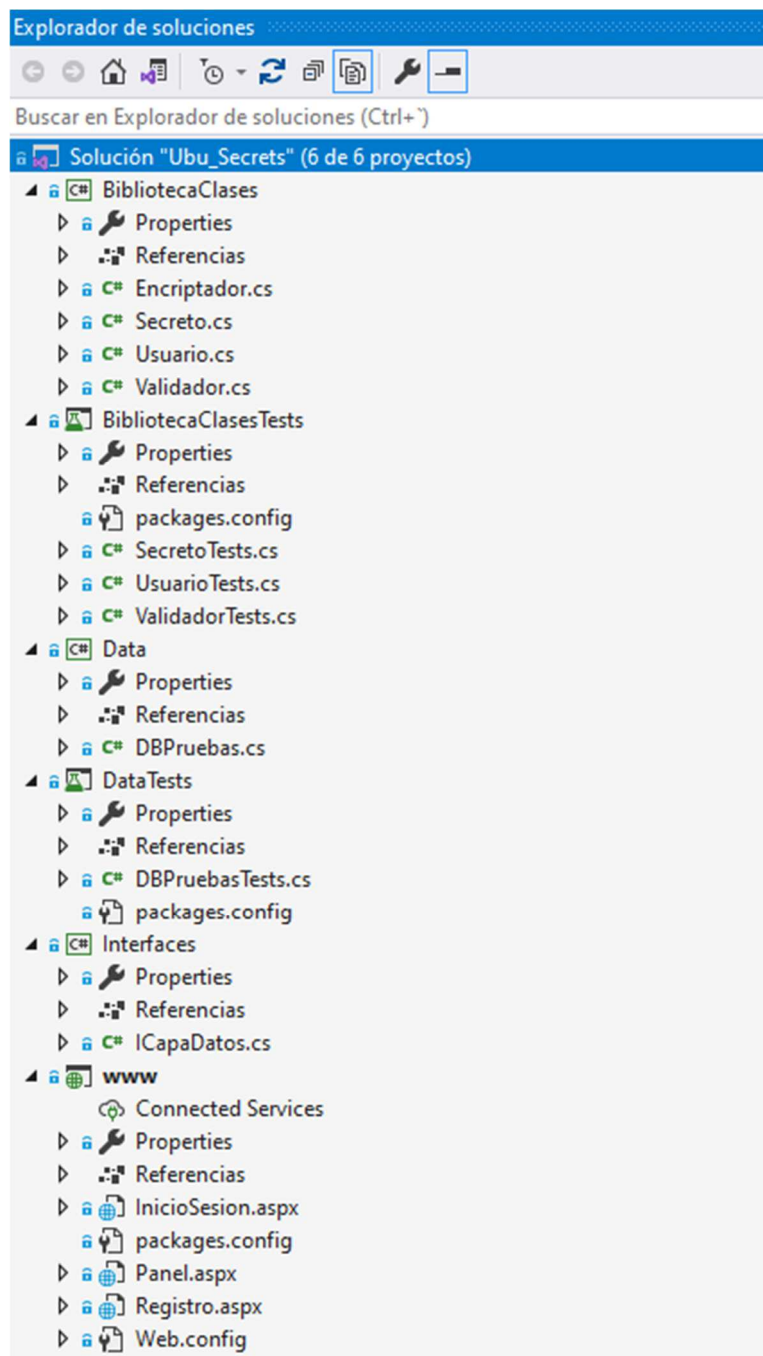 Explorador de soluciones
Buscar en Explorador de soluciones (Ctrl+`)
Solución "Ubu_Secrets" (6 de 6 proyectos)
C# BibliotecaClases
Properties
Referencias
C# Encriptador.cs
C# Secreto.cs
C# Usuario.cs
C# Validador.cs
BibliotecaClasesTests
Properties
Referencias
packages.config
C# SecretoTests.cs
C# UsuarioTests.cs
C# ValidadorTests.cs
C# Data
Properties
Referencias
C# DBPruebas.cs
DataTests
Properties
Referencias
C# DBPruebasTests.cs
packages.config
C# Interfaces
Properties
Referencias
C# ICapaDatos.cs
www
Connected Services
Properties
Referencias
InicioSesion.aspx
packages.config
Panel.aspx
Registro.aspx
Web.config